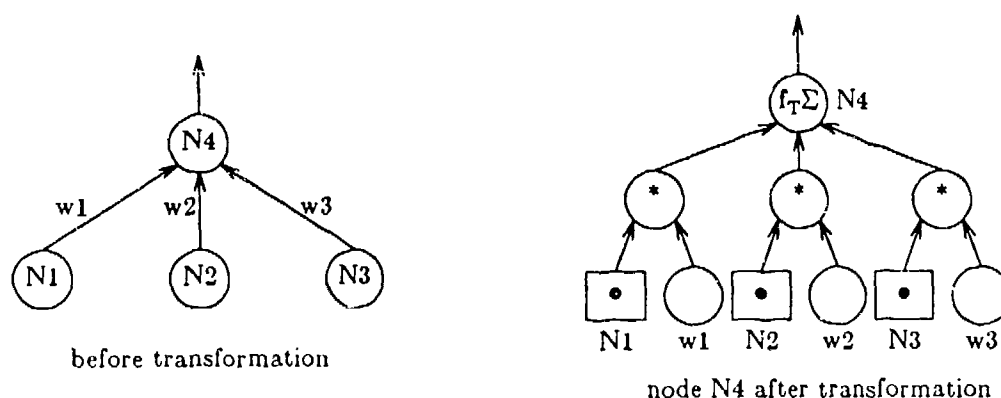 N4
w1 w2 w3
N1 N2 N3
before transformation
f_TΣ N4
* * *
N1 w1 N2 w2 N3 w3
node N4 after transformation